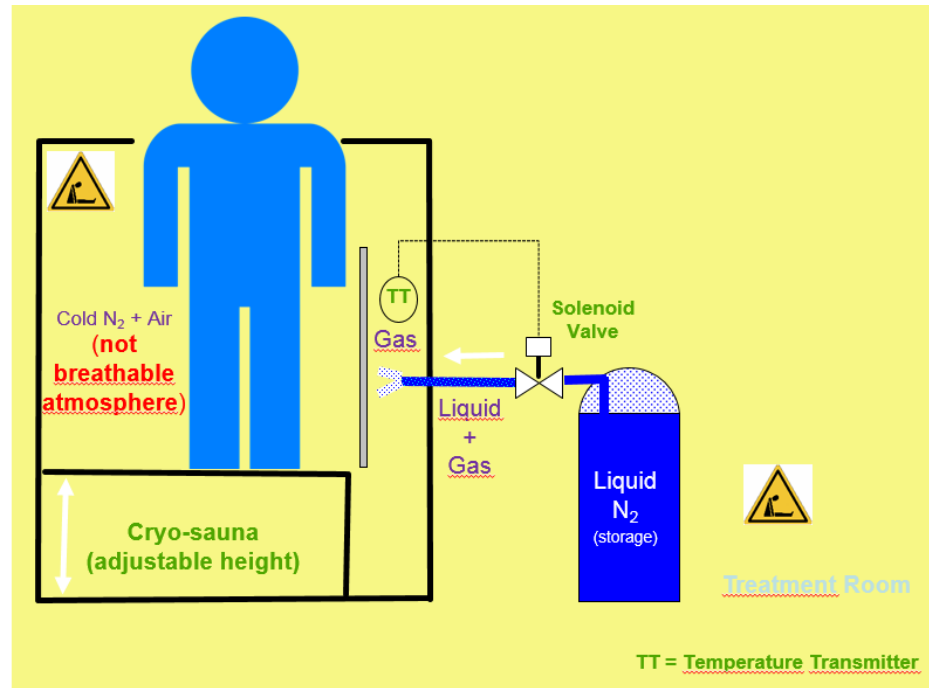 Cold N₂ + Air
(not
breathable
atmosphere)
TT
Gas
Solenoid
Valve
Liquid
+
Gas
Liquid
N₂
(storage)
Cryo-sauna
(adjustable height)
Treatment Room
TT = Temperature Transmitter